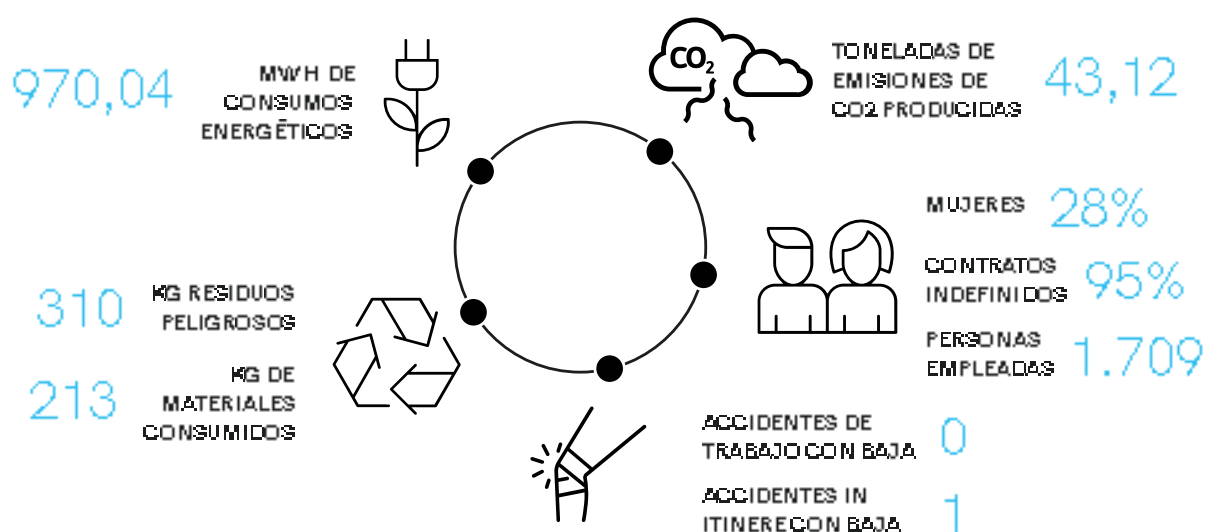 970,04
MWH DE
CONSUMOS
ENERGÉTICOS
CO2
TONELADAS DE
EMISIONES DE
CO2 PRODUCIDAS
43,12
MUJERES 28%
CONTRATOS
INDEFINIDOS
95%
PERSONAS
EMPLEADAS
1.709
310
KG RESIDUOS
PELIGROSOS
213
KG DE
MATERIALES
CONSUMIDOS
ACCIDENTES DE
TRABAJO CON BAJA
0
ACCIDENTES IN
ITINERE CON BAJA
1